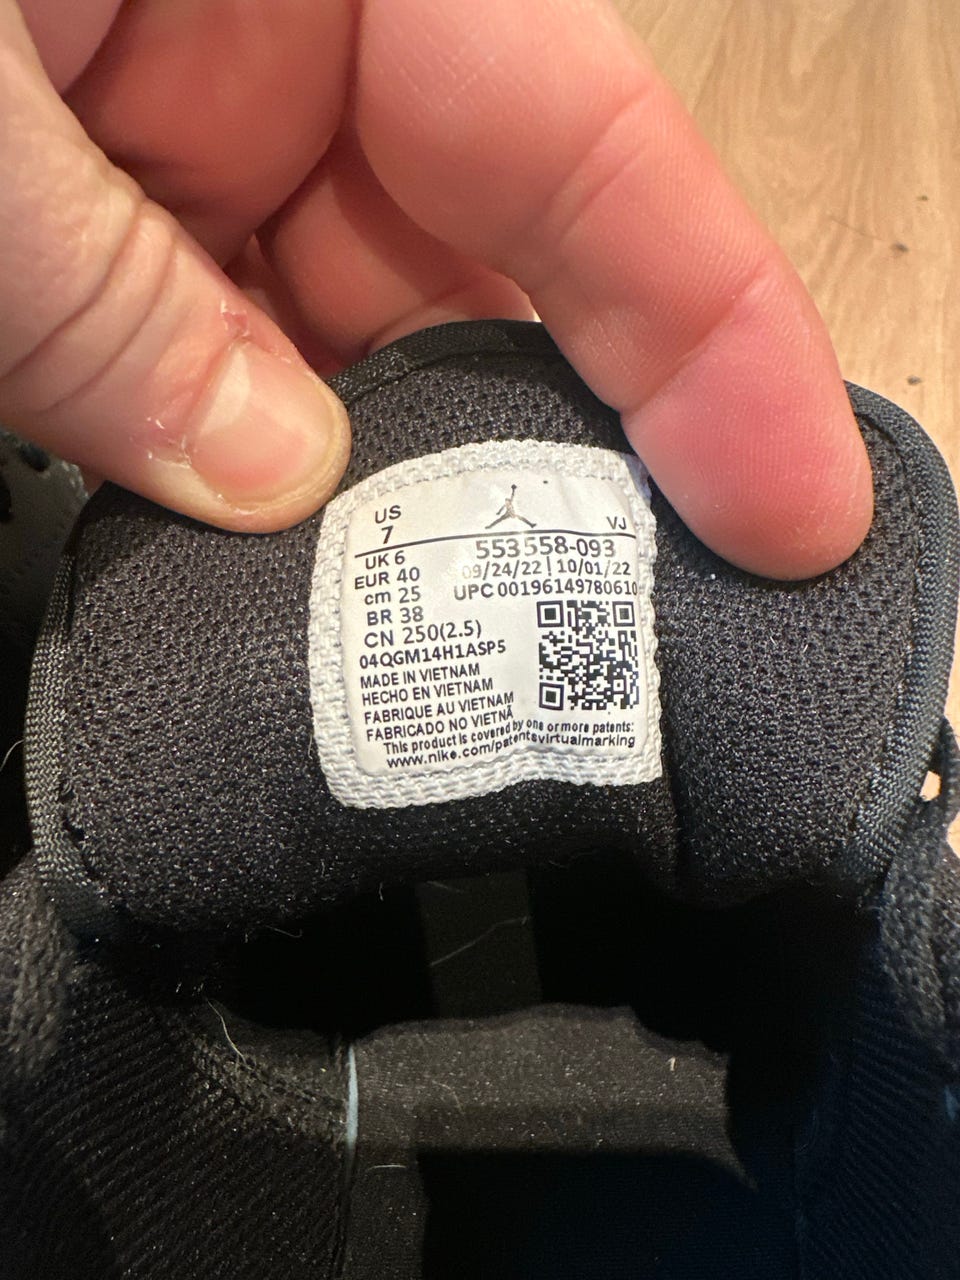 US
7
VJ
UK 6
553558-093
EUR 40
09/24/22 | 10/01/22
cm 25
UPC 00196149780610
BR 38
CN 250(2.5)
04QGM14H1ASP5
MADE IN VIETNAM
HECHO EN VIETNAM
FABRIQUE AU VIETNAM
FABRICADO NO VIETNÃ
This product is covered by one or more patents:
www.nike.com/patentsvirtualmarking